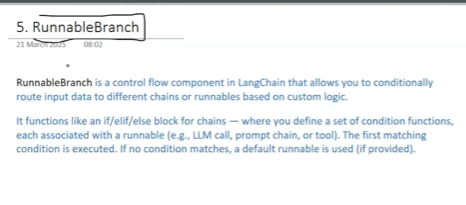 5. RunnableBranch
21 March 2025 08:02
RunnableBranch is a control flow component in LangChain that allows you to conditionally
route input data to different chains or runnables based on custom logic.
It functions like an if/elif/else block for chains — where you define a set of condition functions,
each associated with a runnable (e.g., LLM call, prompt chain, or tool). The first matching
condition is executed. If no condition matches, a default runnable is used (if provided).